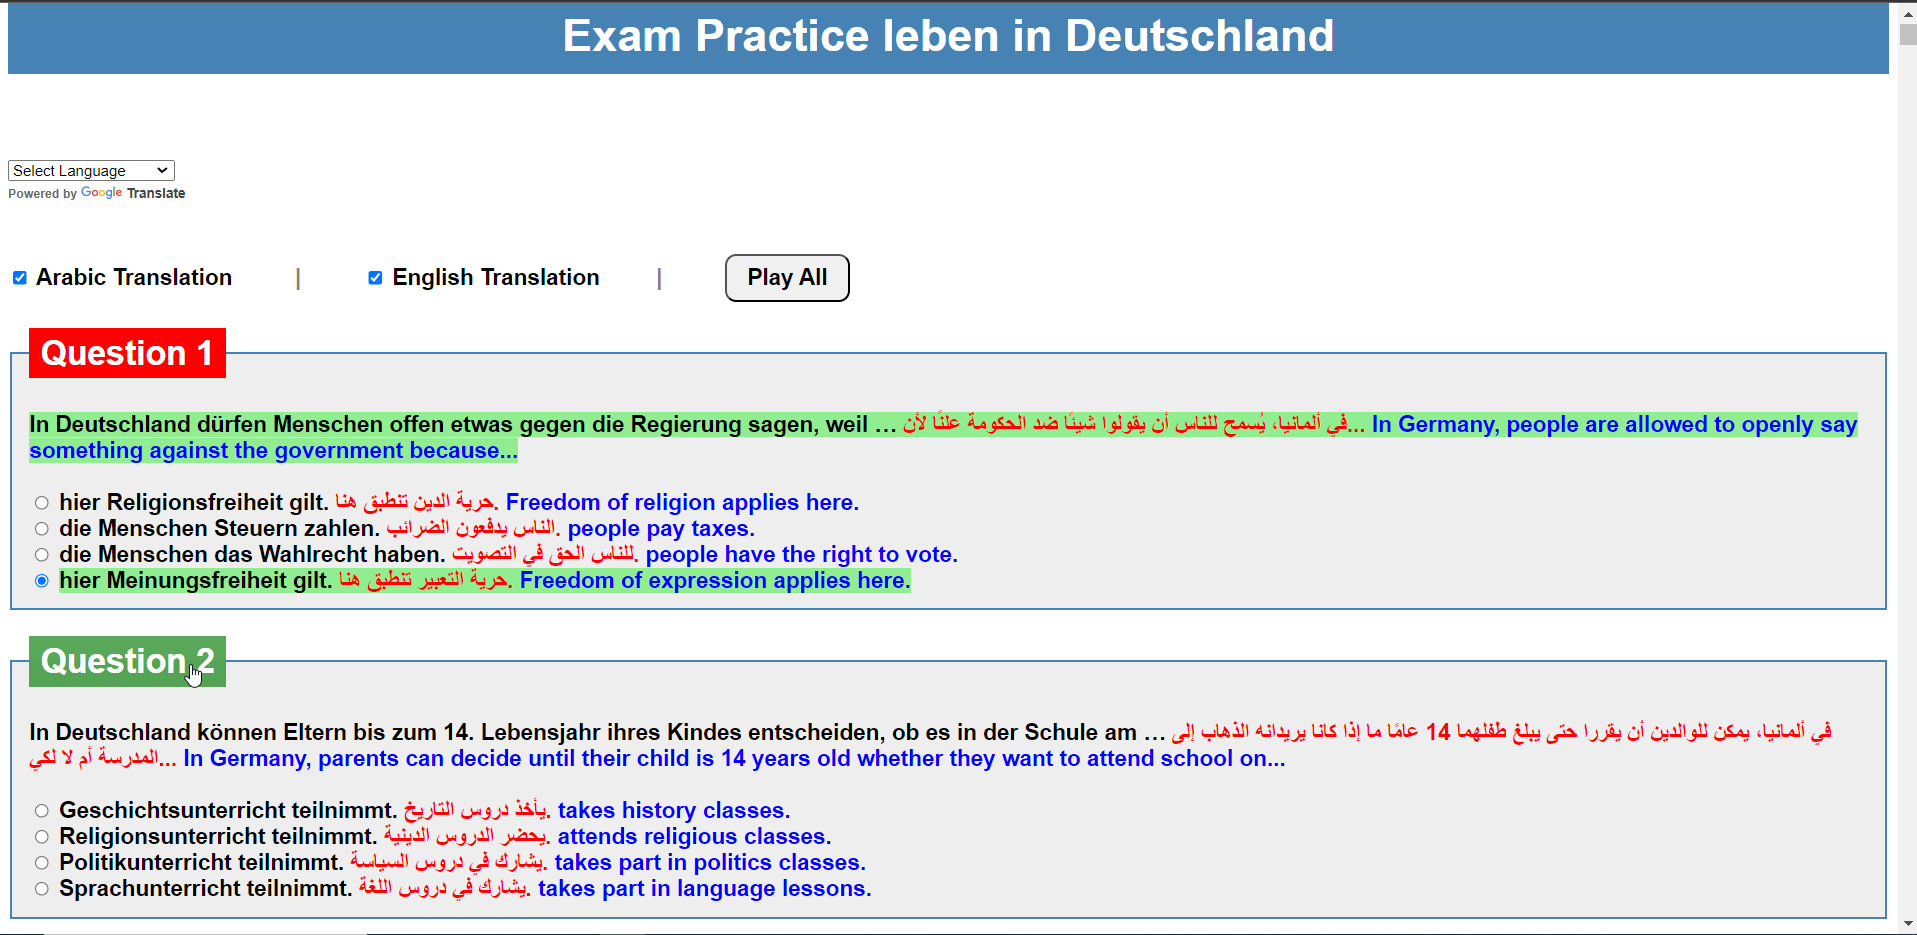 Exam Practice leben in Deutschland
Select Language
Powered by Google Translate
Arabic Translation | English Translation | Play All
Question 1
In Deutschland dürfen Menschen offen etwas gegen die Regierung sagen, weil … في ألمانيا، يُسمح للناس أن يقولوا شيئًا ضد الحكومة علنًا لأن... In Germany, people are allowed to openly say
something against the government because...
hier Religionsfreiheit gilt. حرية الدين تنطبق هنا. Freedom of religion applies here.
die Menschen Steuern zahlen. الناس يدفعون الضرائب. people pay taxes.
die Menschen das Wahlrecht haben. للناس الحق في التصويت. people have the right to vote.
hier Meinungsfreiheit gilt. حرية التعبير تنطبق هنا. Freedom of expression applies here.
Question 2
In Deutschland können Eltern bis zum 14. Lebensjahr ihres Kindes entscheiden, ob es in der Schule am … في ألمانيا، يمكن للوالدين أن يقررا حتى يبلغ طفلهما 14 عامًا ما إذا كانا يريدانه الذهاب إلى
المدرسة أم لا لكي... In Germany, parents can decide until their child is 14 years old whether they want to attend school on...
Geschichtsunterricht teilnimmt. يأخذ دروس التاريخ. takes history classes.
Religionsunterricht teilnimmt. يحضر الدروس الدينية. attends religious classes.
Politikunterricht teilnimmt. يشارك في دروس السياسة. takes part in politics classes.
Sprachunterricht teilnimmt. يشارك في دروس اللغة. takes part in language lessons.